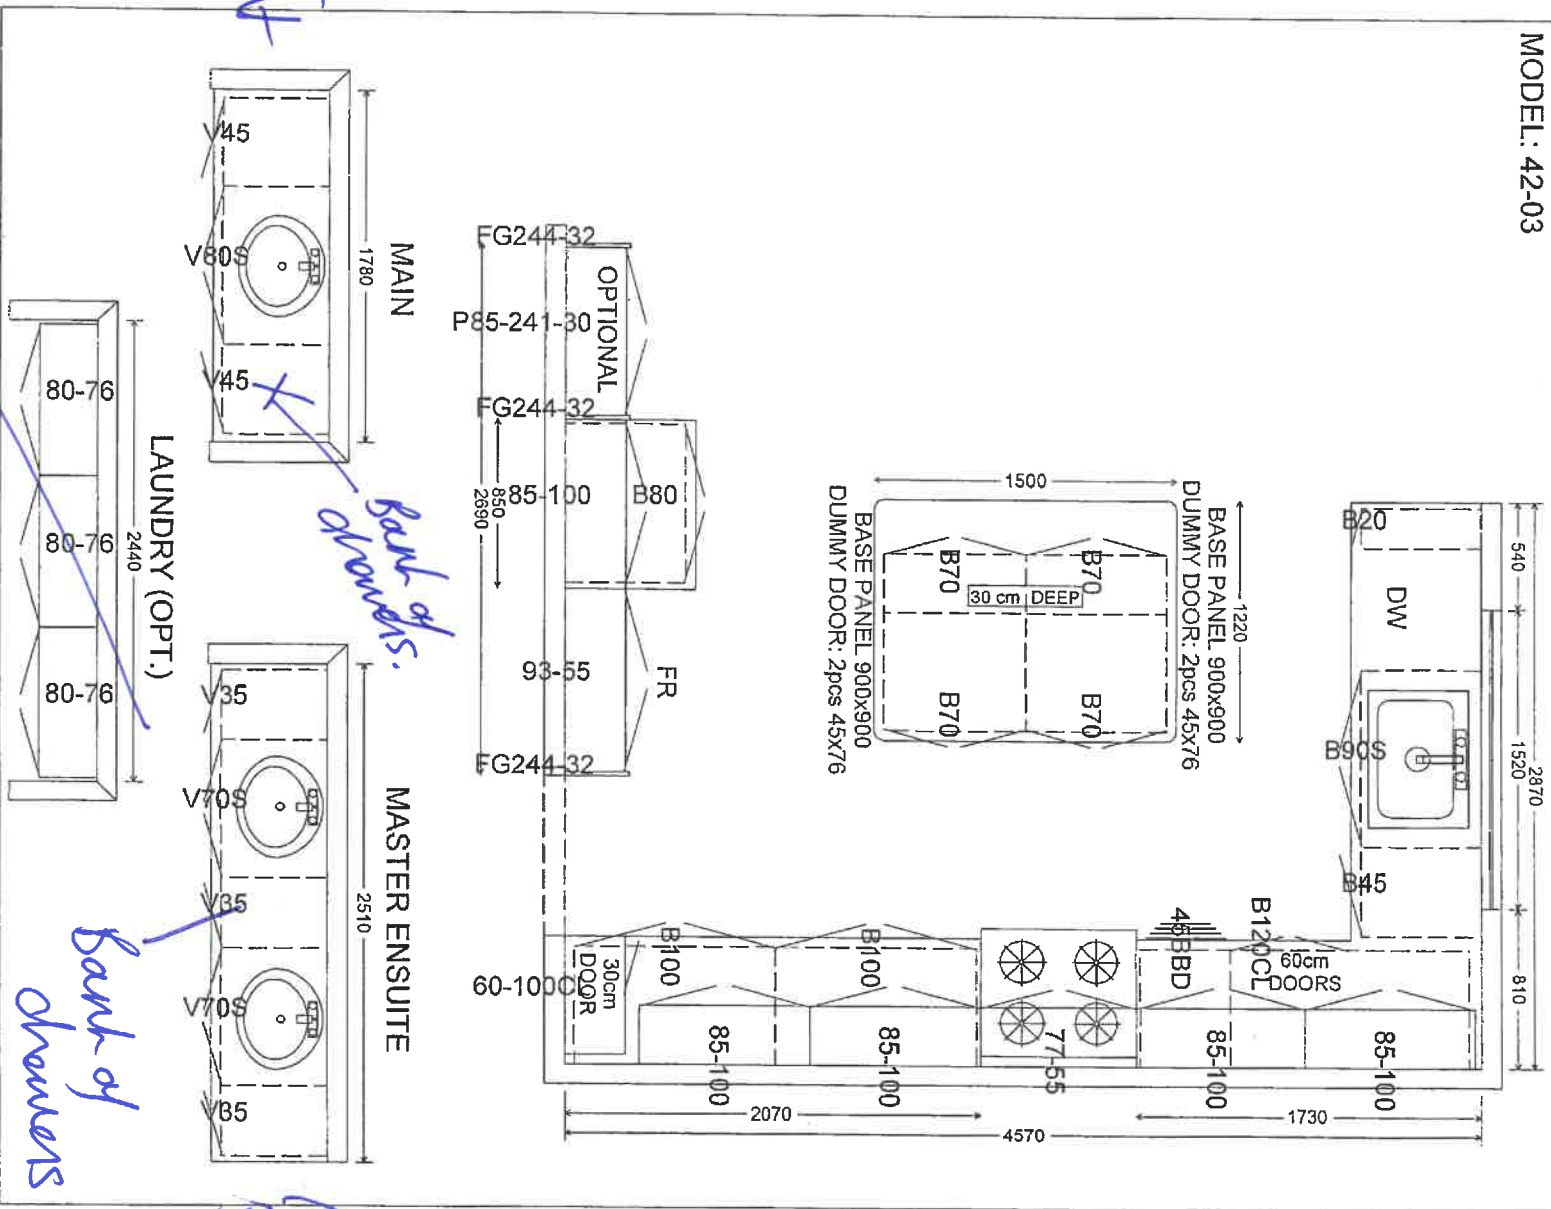 MODEL: 42-03
MAIN
1780
V45
V80S
V45
Bank of
drawers.
LAUNDRY (OPT.)
2440
80-76
80-76
80-76
MASTER ENSUITE
2510
V35
V70S
V35
V70S
V35
Bank of
drawers
FG244-32
P85-241-30
OPTIONAL
FG244-32
85-100
B80
850
2690
93-55
FR
FG244-32
1500
1220
BASE PANEL 900x900
DUMMY DOOR: 2pcs 45x76
B70
B70
30 cm DEEP
B70
B70
BASE PANEL 900x900
DUMMY DOOR: 2pcs 45x76
B20
DW
B90S
B45
540
1520
810
2870
60-100
30cm
DOOR
B100
B100
45BBD
B120CL
60cm
DOORS
85-100
85-100
77-55
85-100
85-100
2070
1730
4570